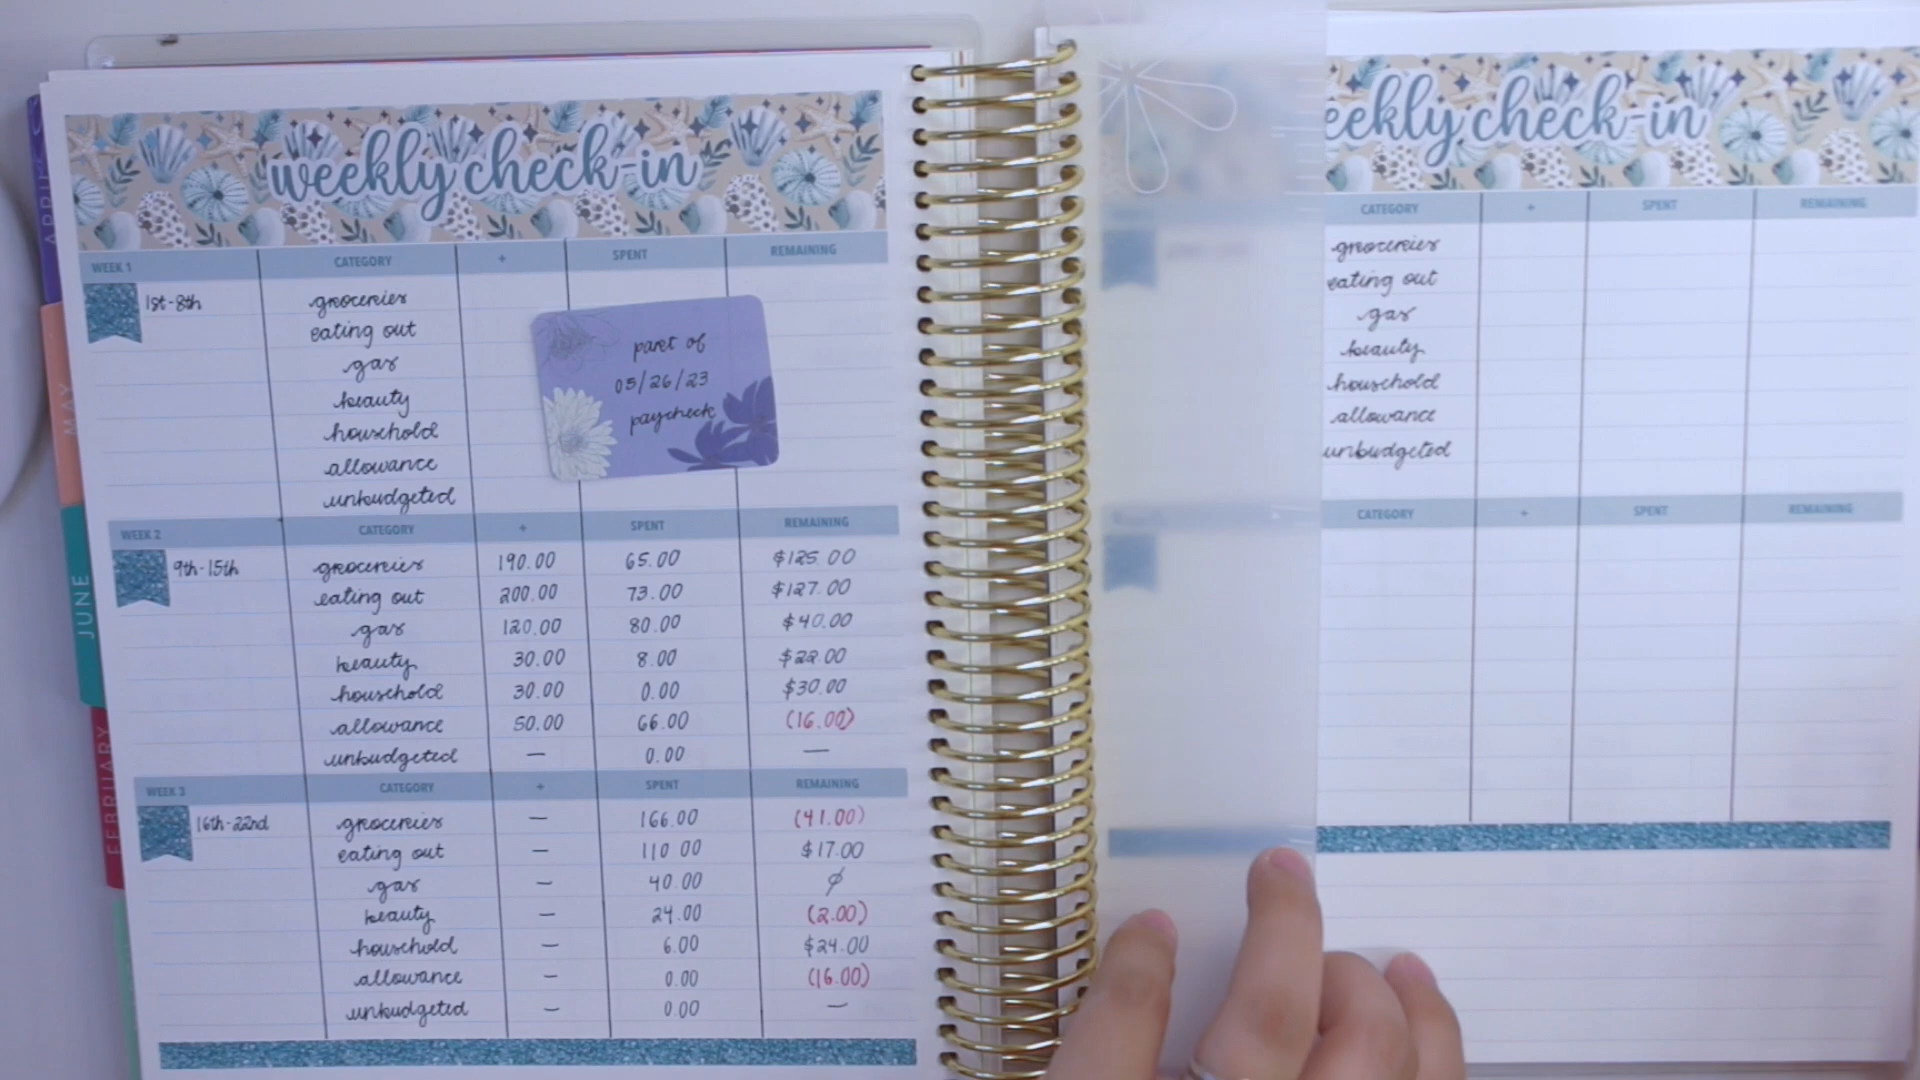 weekly check-in
WEEK 1 CATEGORY + SPENT REMAINING
1st-8th groceries
eating out
gas
beauty
household
allowance
unbudgeted
part of
05/26/23
paycheck
WEEK 2 CATEGORY + SPENT REMAINING
9th-15th groceries 190.00 65.00 $125.00
eating out 200.00 73.00 $127.00
gas 120.00 80.00 $40.00
beauty 30.00 8.00 $22.00
household 30.00 0.00 $30.00
allowance 50.00 66.00 (16.00)
unbudgeted — 0.00 —
WEEK 3 CATEGORY + SPENT REMAINING
16th-22nd groceries — 166.00 (41.00)
eating out — 110.00 $17.00
gas — 40.00 ∅
beauty — 24.00 (2.00)
household — 6.00 $24.00
allowance — 0.00 (16.00)
unbudgeted — 0.00 —
APRIL
MAY
JUNE
FEBRUARY
eekly check-in
CATEGORY + SPENT REMAINING
groceries
eating out
gas
beauty
household
allowance
unbudgeted
CATEGORY + SPENT REMAINING